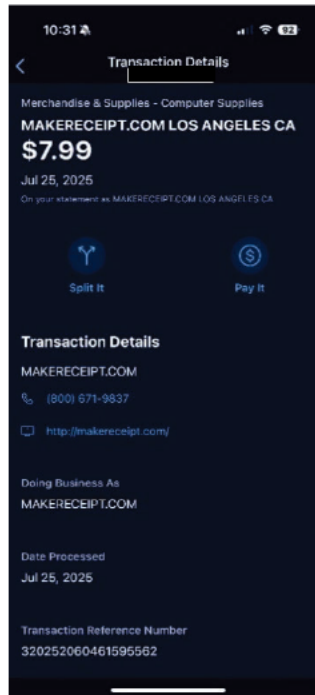 10:31
92
Transaction Details
Merchandise & Supplies - Computer Supplies
MAKERECEIPT.COM LOS ANGELES CA
$7.99
Jul 25, 2025
On your statement as MAKERECEIPT.COM LOS ANGELES CA
Split It
Pay It
Transaction Details
MAKERECEIPT.COM
(800) 671-9837
http://makereceipt.com/
Doing Business As
MAKERECEIPT.COM
Date Processed
Jul 25, 2025
Transaction Reference Number
320252060461595562